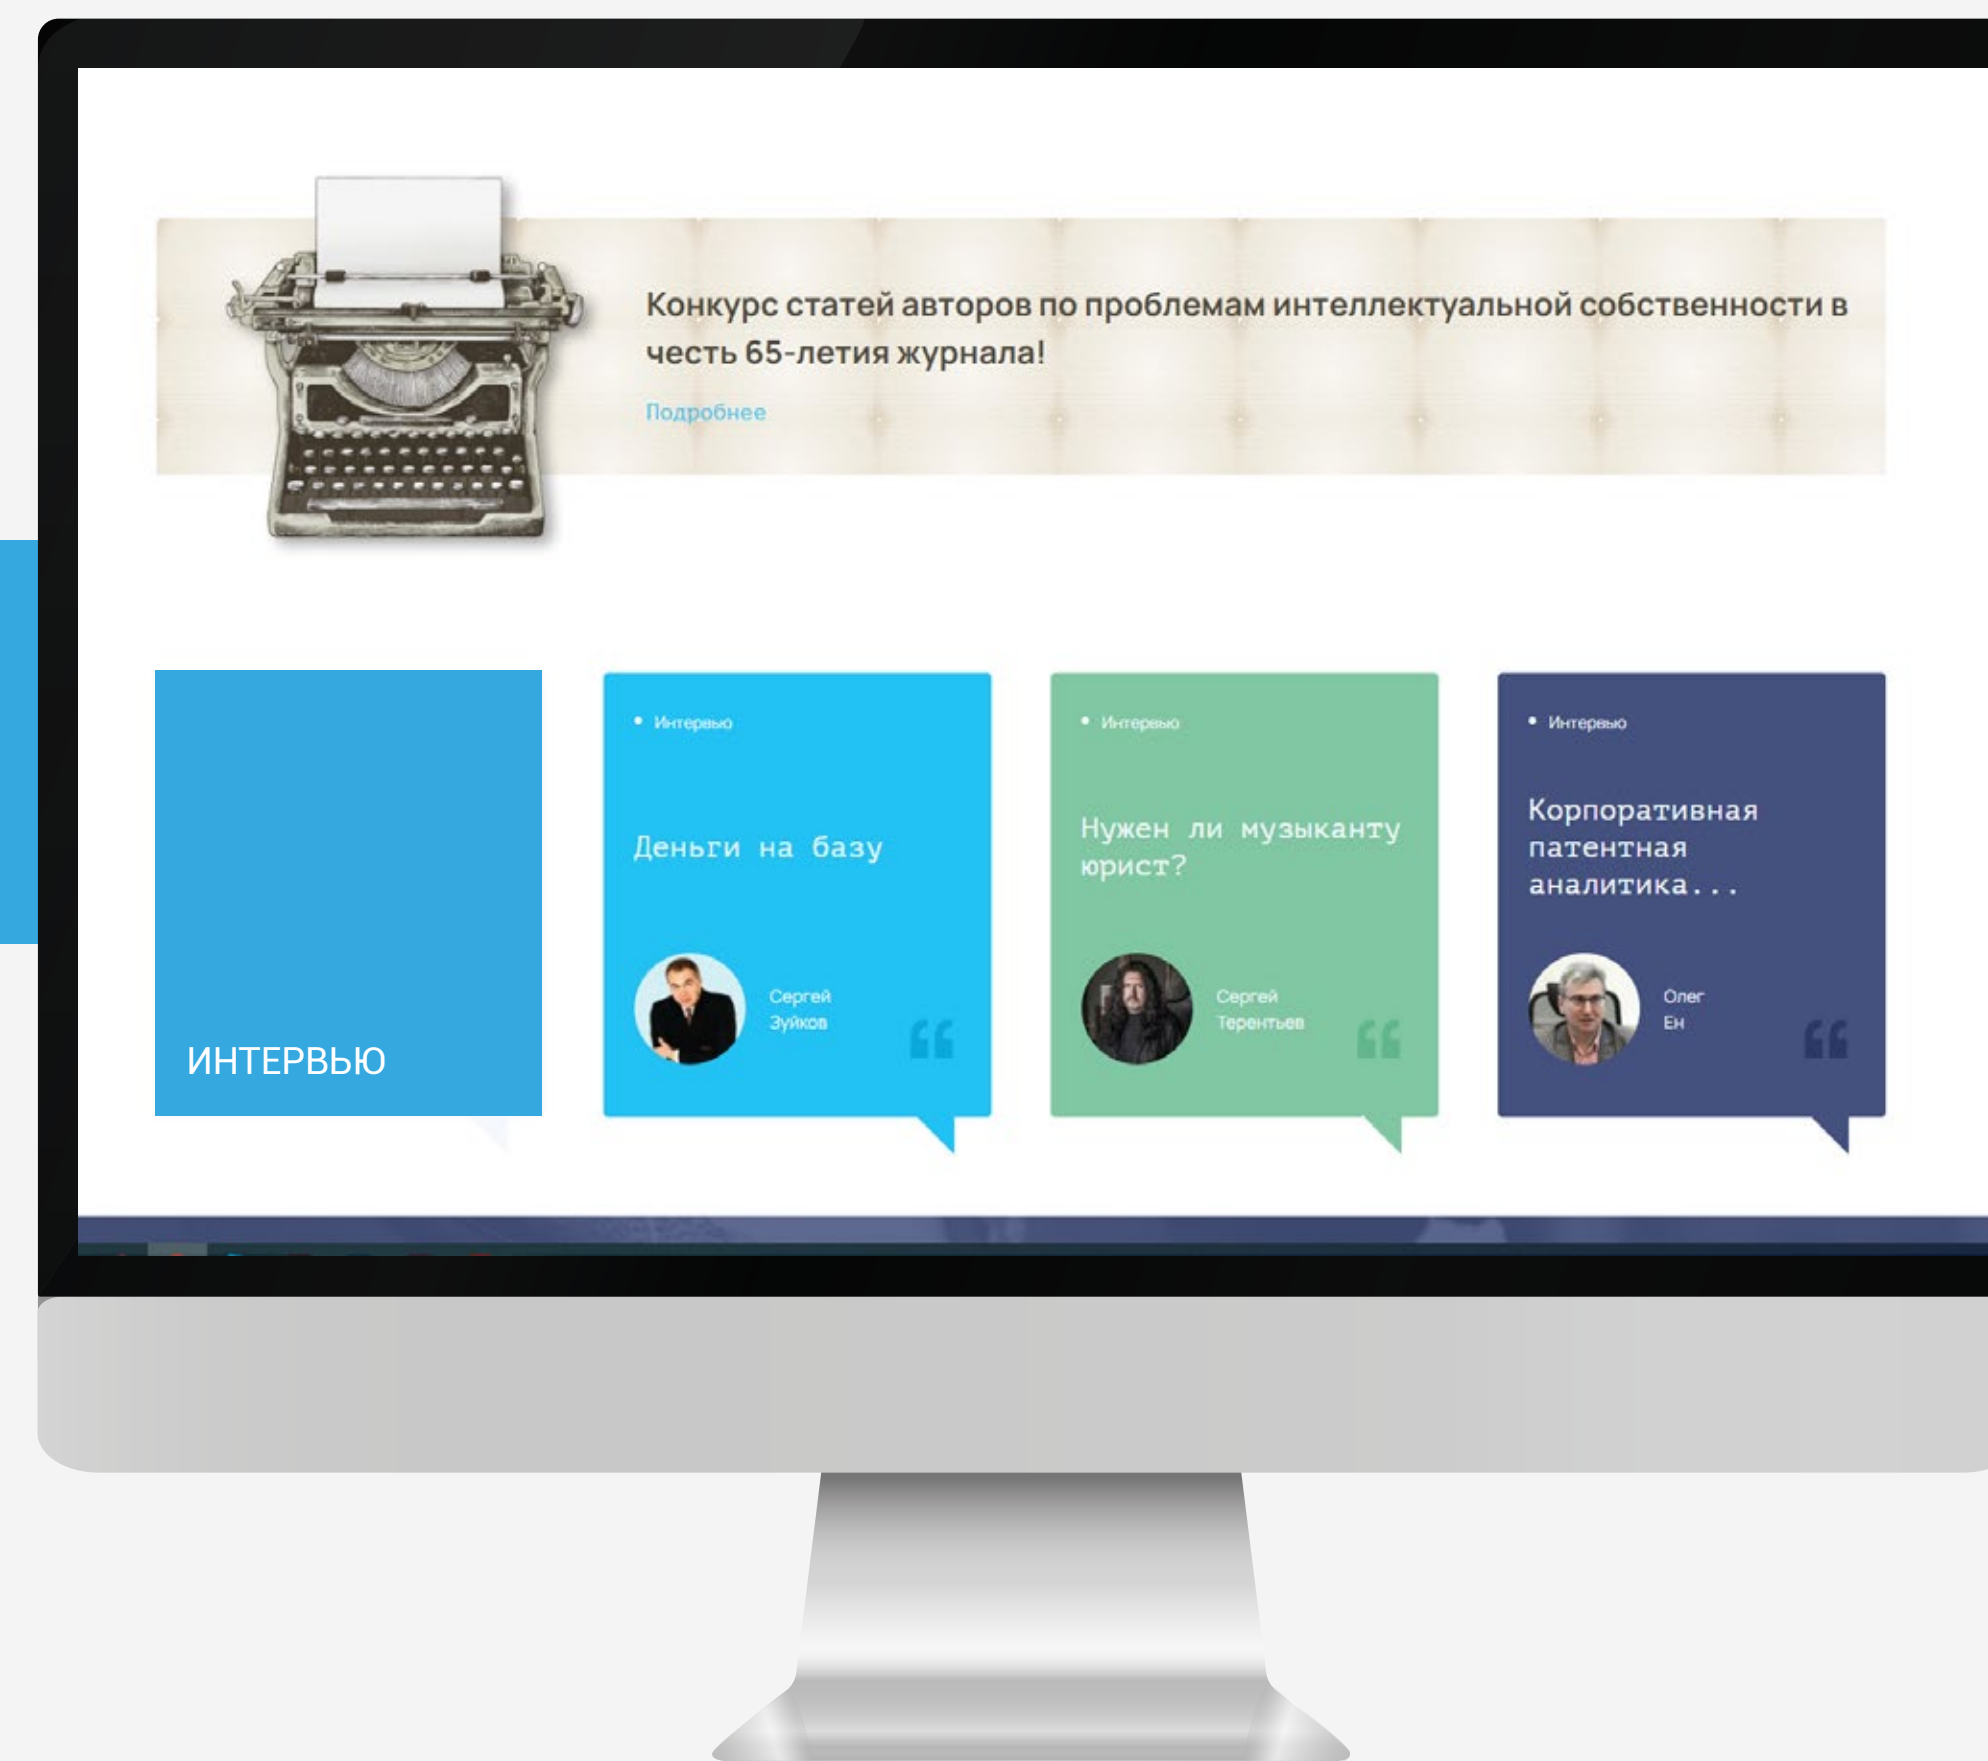 Конкурс статей авторов по проблемам интеллектуальной собственности в
честь 65-летия журнала!
Подробнее
ИНТЕРВЬЮ
Интервью
Деньги на базу
Сергей
Зуйков
Интервью
Нужен ли музыканту
юрист?
Сергей
Терентьев
Интервью
Корпоративная
патентная
аналитика...
Олег
Ен